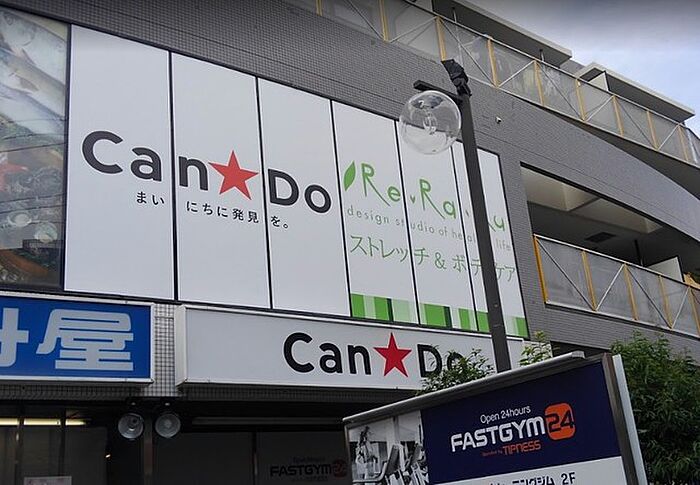 Can★Do
まいにちに発見を。
Re.Ra.Ku
design studio of healthy life
ストレッチ & ボディケア
屋
Can★Do
Open 24hours
FASTGYM24
Operated by TIPNESS
2F
FASTGYM24